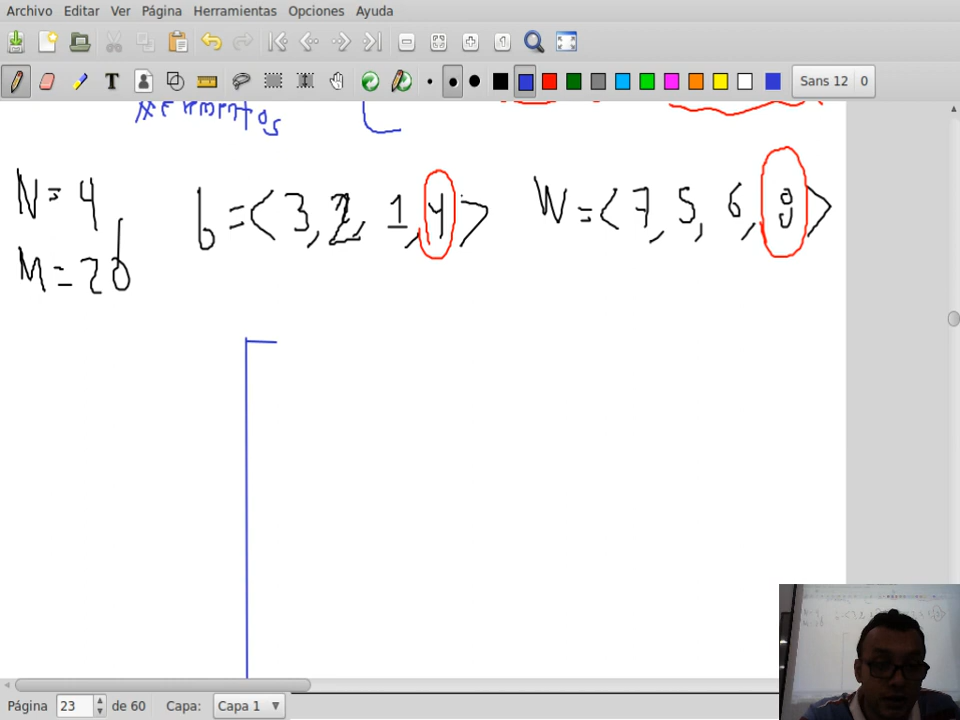 Archivo Editar Ver Página Herramientas Opciones Ayuda
Sans 12 0
N = 4
b = < 3, 2, 1, 4 >
W = < 7, 5, 6, 9 >
M = 20
Página 23 de 60 Capa: Capa 1